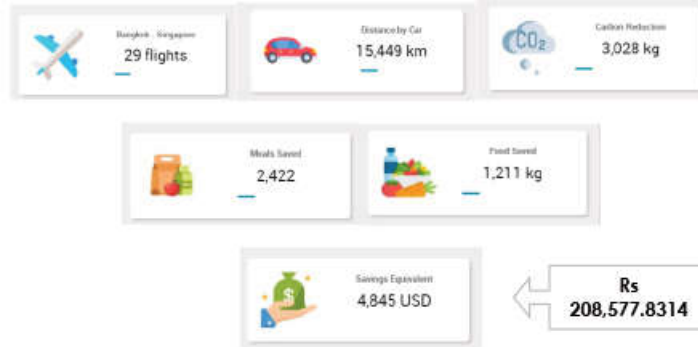 Bangkok - Singapore
29 flights
Distance by Car
15,449 km
Carbon Reduction
CO2
3,028 kg
Meals Saved
2,422
Food Saved
1,211 kg
Savings Equivalent
4,845 USD
$
Rs
208,577.8314